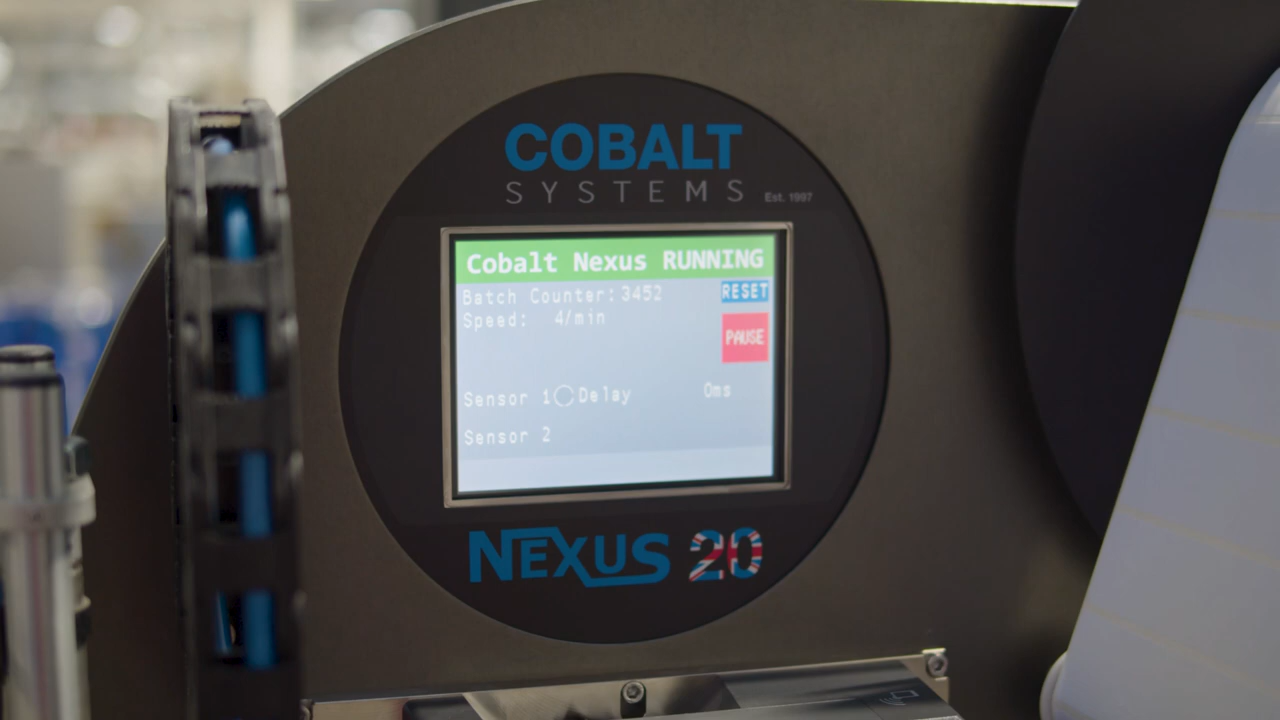 COBALT
SYSTEMS Est. 1997
Cobalt Nexus RUNNING
Batch Counter: 3452 RESET
Speed: 4/min
PAUSE
Sensor 1 Delay 0ms
Sensor 2
NEXUS 20